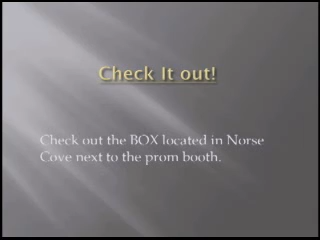 Check It out!
Check out the BOX located in Norse
Cove next to the prom booth.